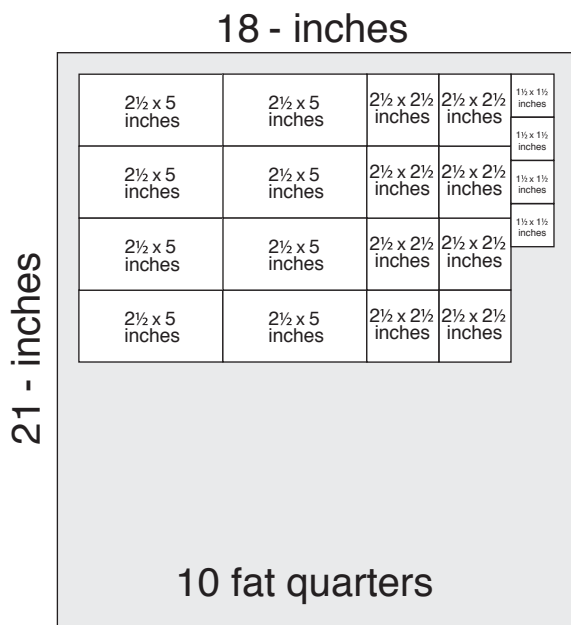 18 - inches
2½ x 5
inches
2½ x 5
inches
2½ x 2½
inches
2½ x 2½
inches
1½ x 1½
inches
1½ x 1½
inches
2½ x 5
inches
2½ x 5
inches
2½ x 2½
inches
2½ x 2½
inches
1½ x 1½
inches
1½ x 1½
inches
2½ x 5
inches
2½ x 5
inches
2½ x 2½
inches
2½ x 2½
inches
2½ x 5
inches
2½ x 5
inches
2½ x 2½
inches
2½ x 2½
inches
21 - inches
10 fat quarters